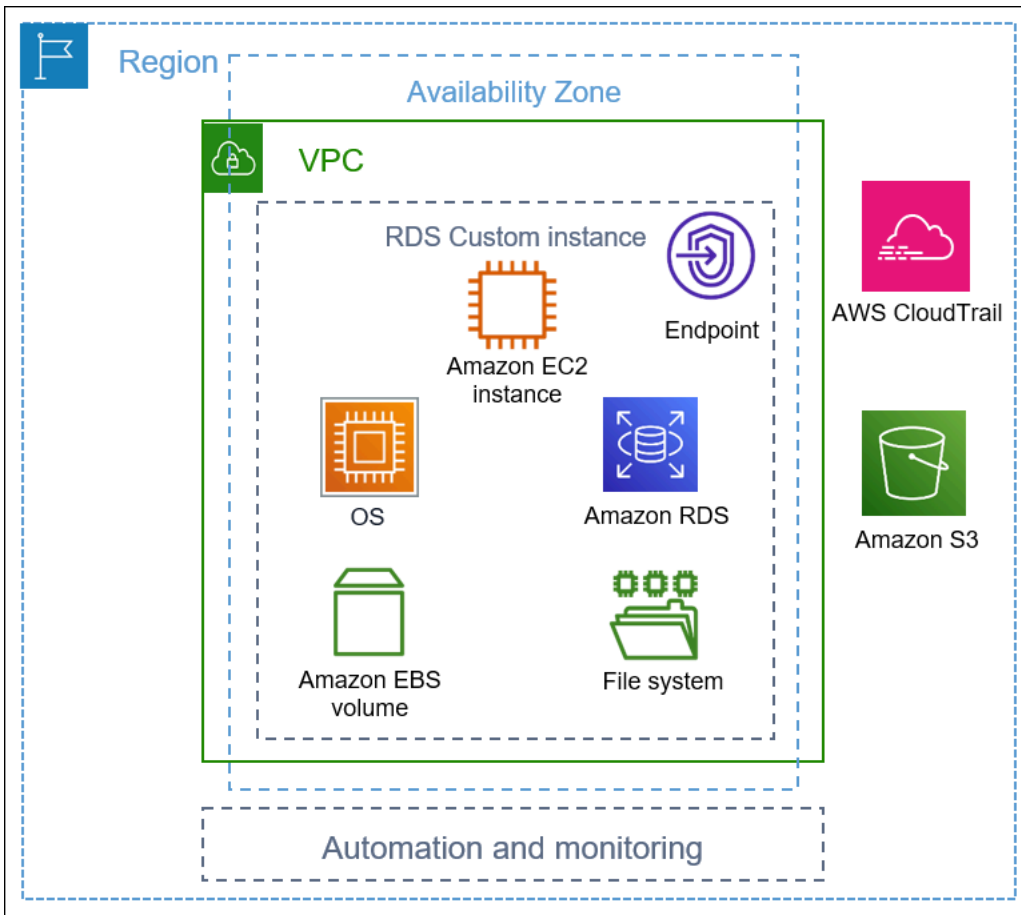 Region
Availability Zone
VPC
RDS Custom instance
Endpoint
Amazon EC2
instance
AWS CloudTrail
OS
Amazon RDS
Amazon S3
Amazon EBS
volume
File system
Automation and monitoring